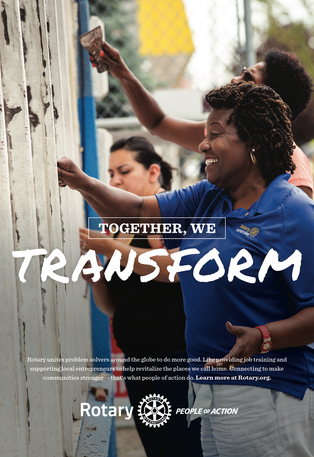 TOGETHER, WE
TRANSFORM
Rotary unites problem solvers around the globe to do more good. Like providing job training and
supporting local entrepreneurs to help revitalize the places we call home. Connecting to make
communities stronger — that's what people of action do. Learn more at Rotary.org.
Rotary
PEOPLE OF ACTION